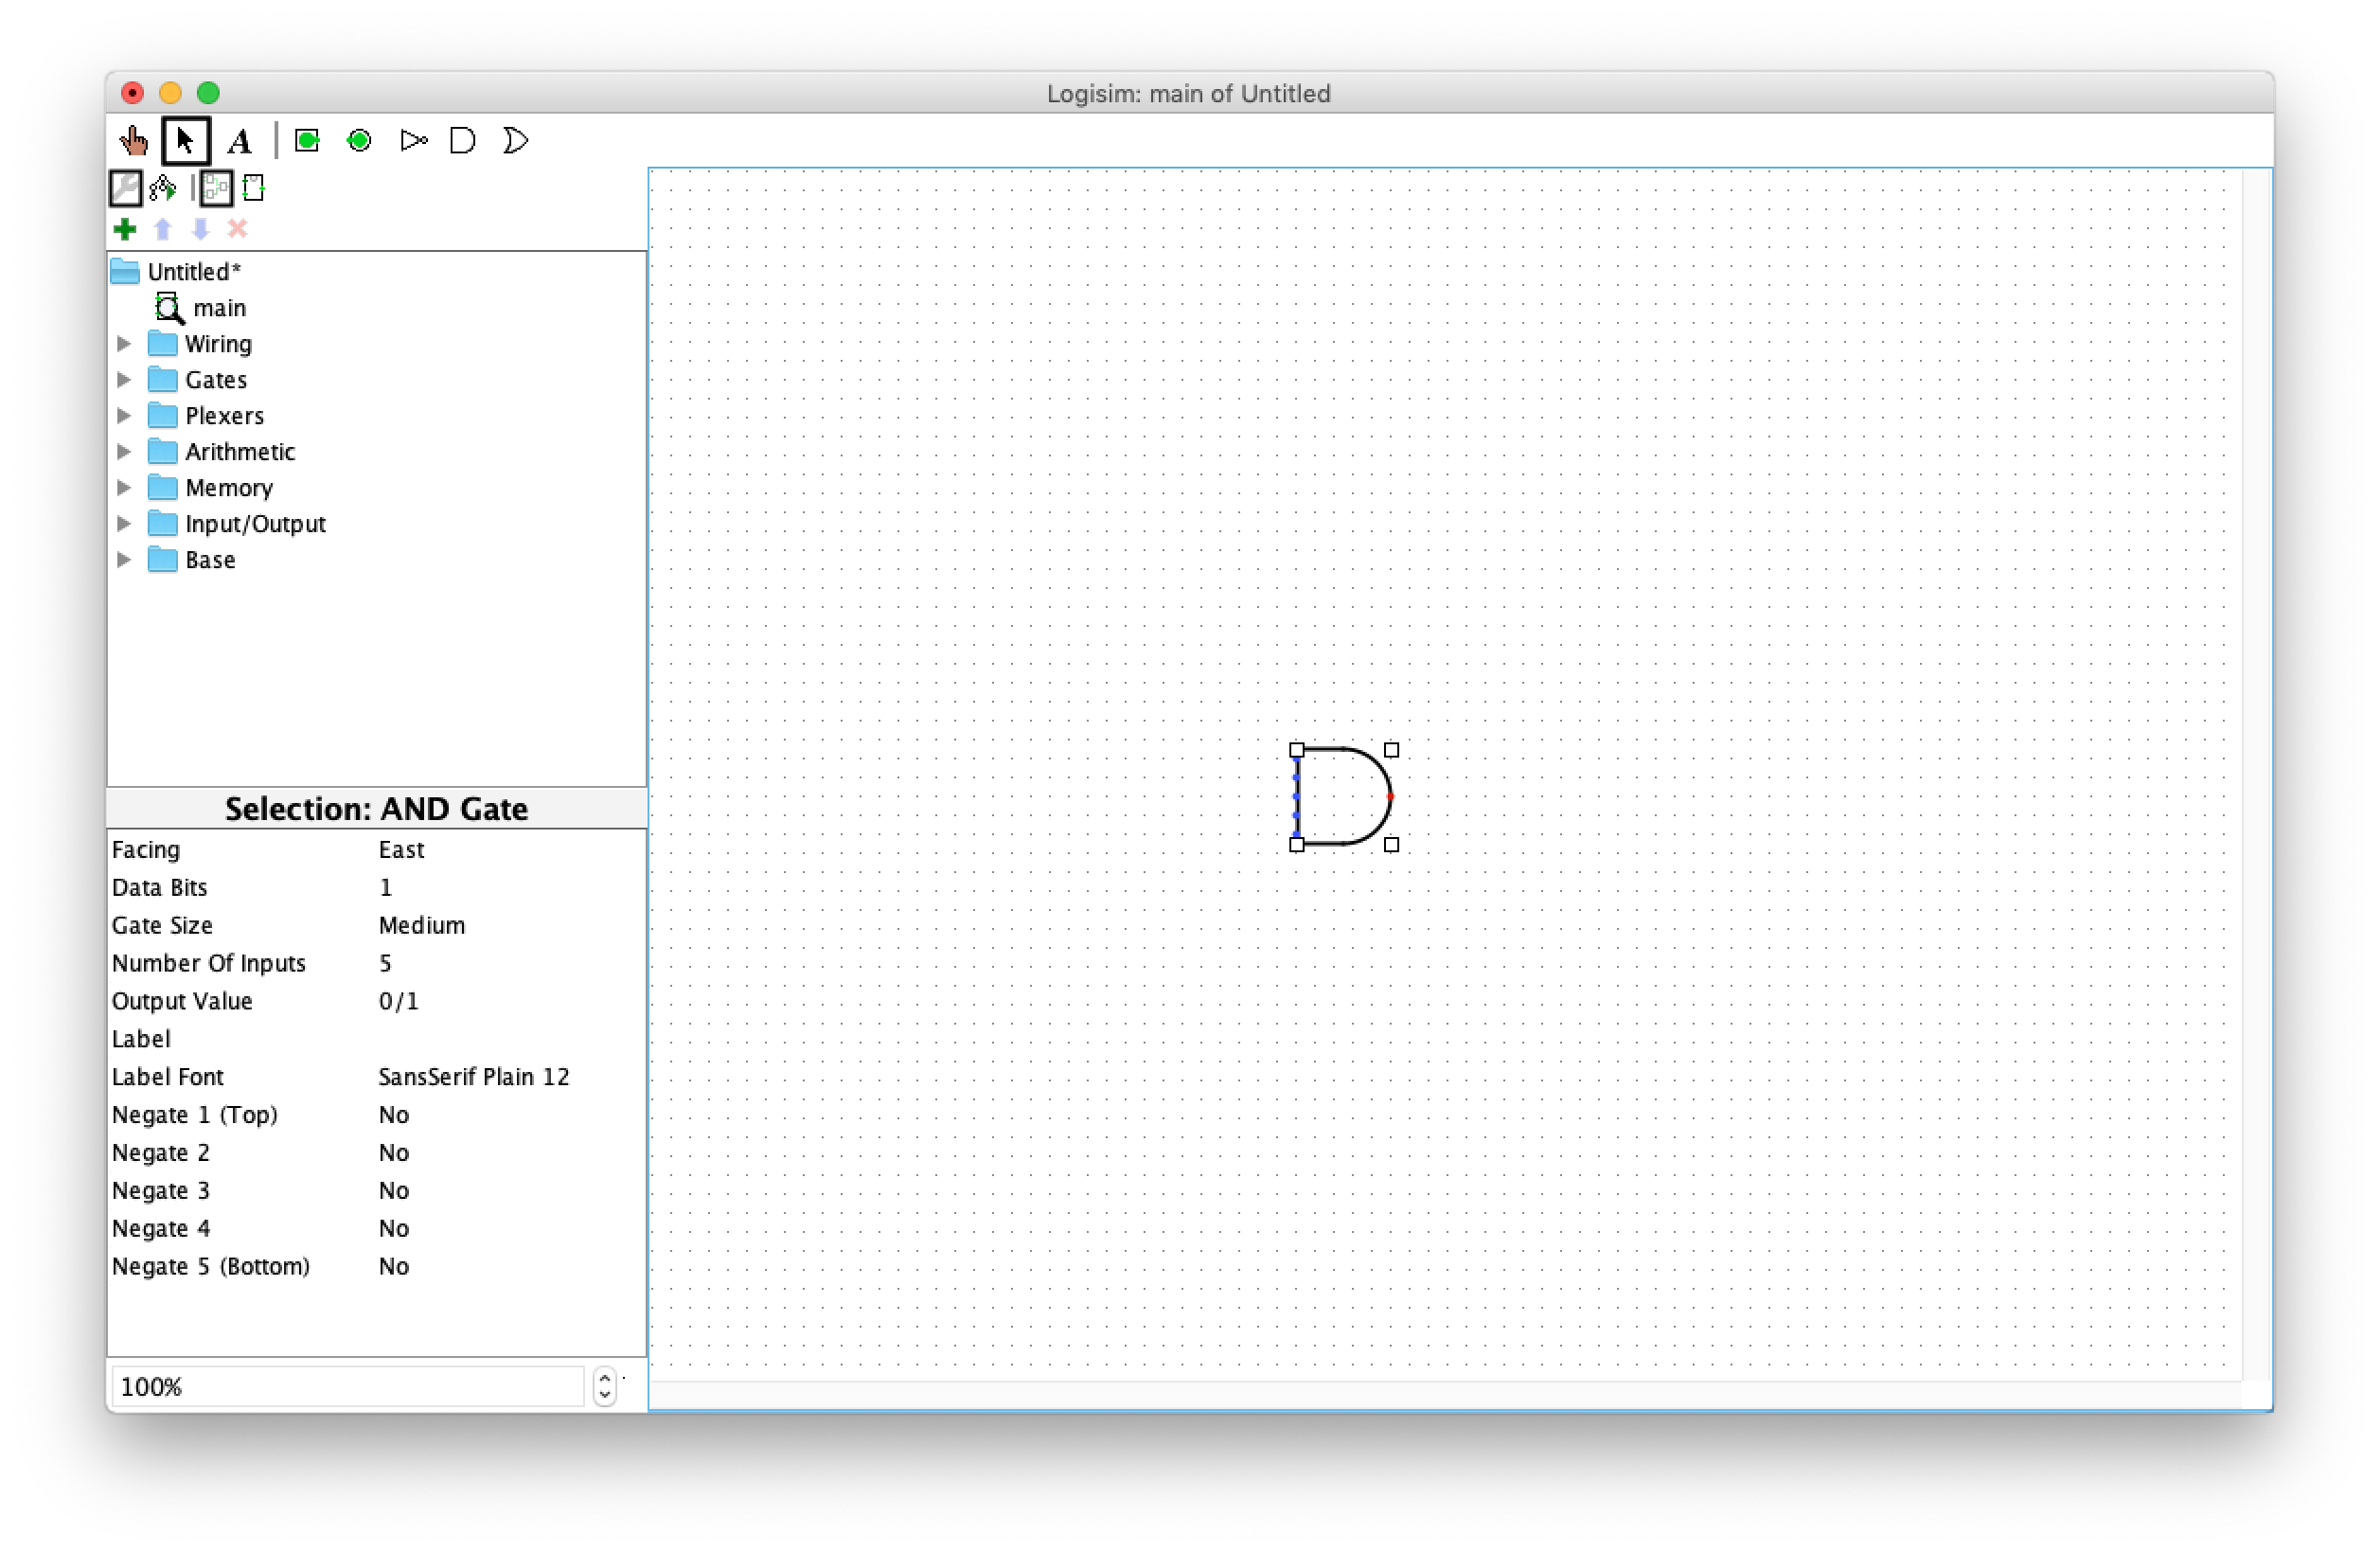 Logisim: main of Untitled
A
Untitled*
main
Wiring
Gates
Plexers
Arithmetic
Memory
Input/Output
Base
Selection: AND Gate
Facing East
Data Bits 1
Gate Size Medium
Number Of Inputs 5
Output Value 0/1
Label
Label Font SansSerif Plain 12
Negate 1 (Top) No
Negate 2 No
Negate 3 No
Negate 4 No
Negate 5 (Bottom) No
100%